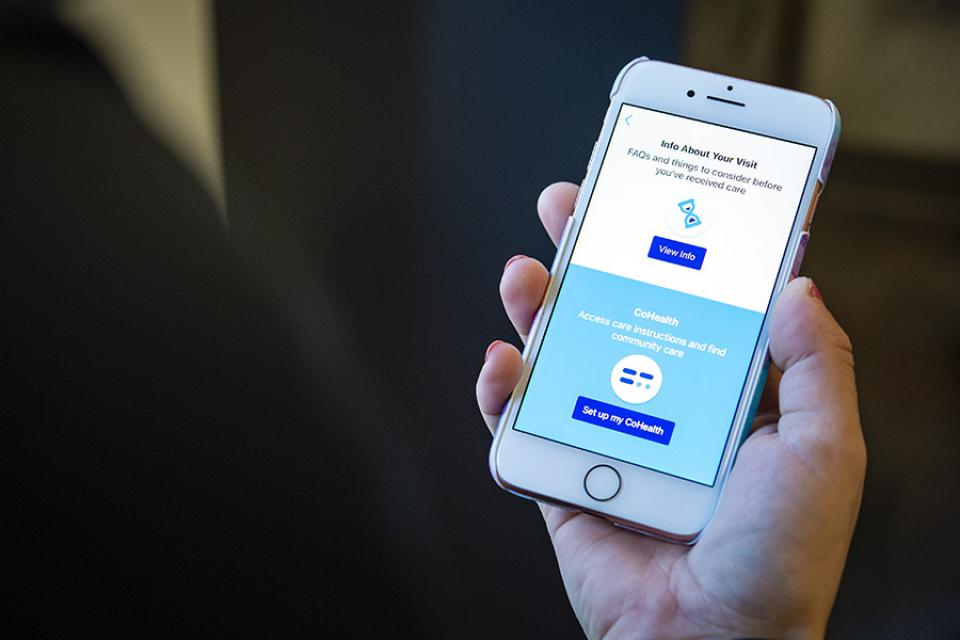 Info About Your Visit
FAQs and things to consider before
you've received care
View Info
CoHealth
Access care instructions and find
community care
Set up my CoHealth